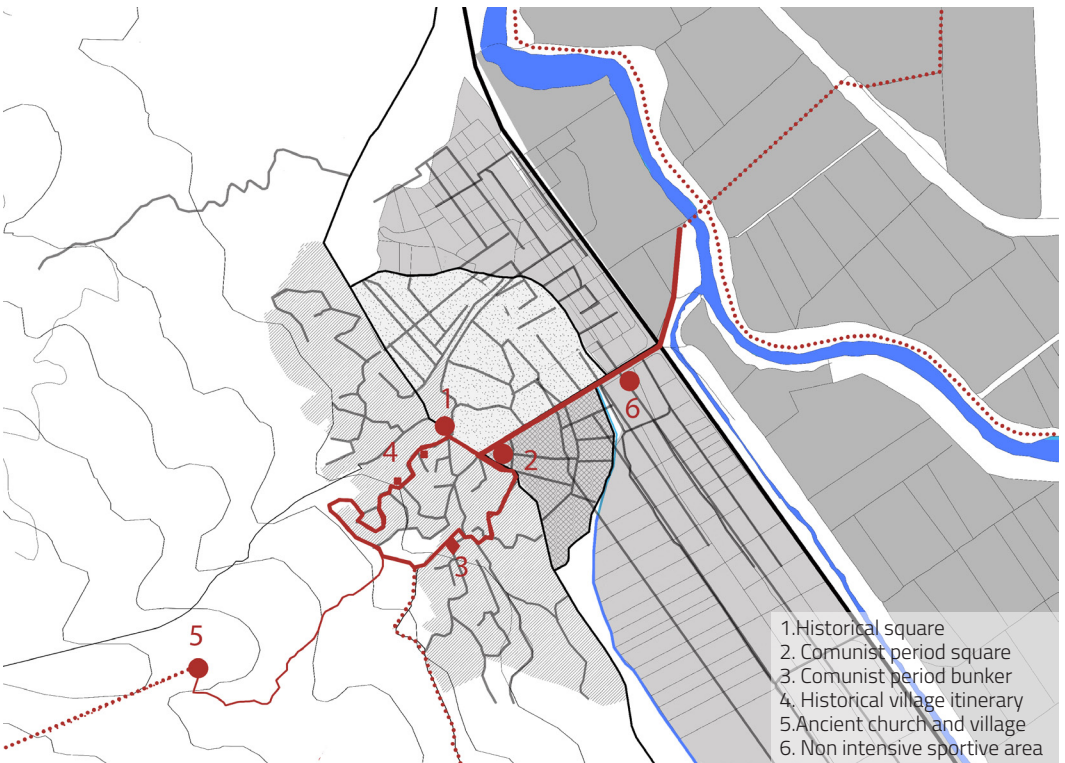 1
4
2
6
3
5
1.Historical square
2. Comunist period square
3. Comunist period bunker
4. Historical village itinerary
5.Ancient church and village
6. Non intensive sportive area